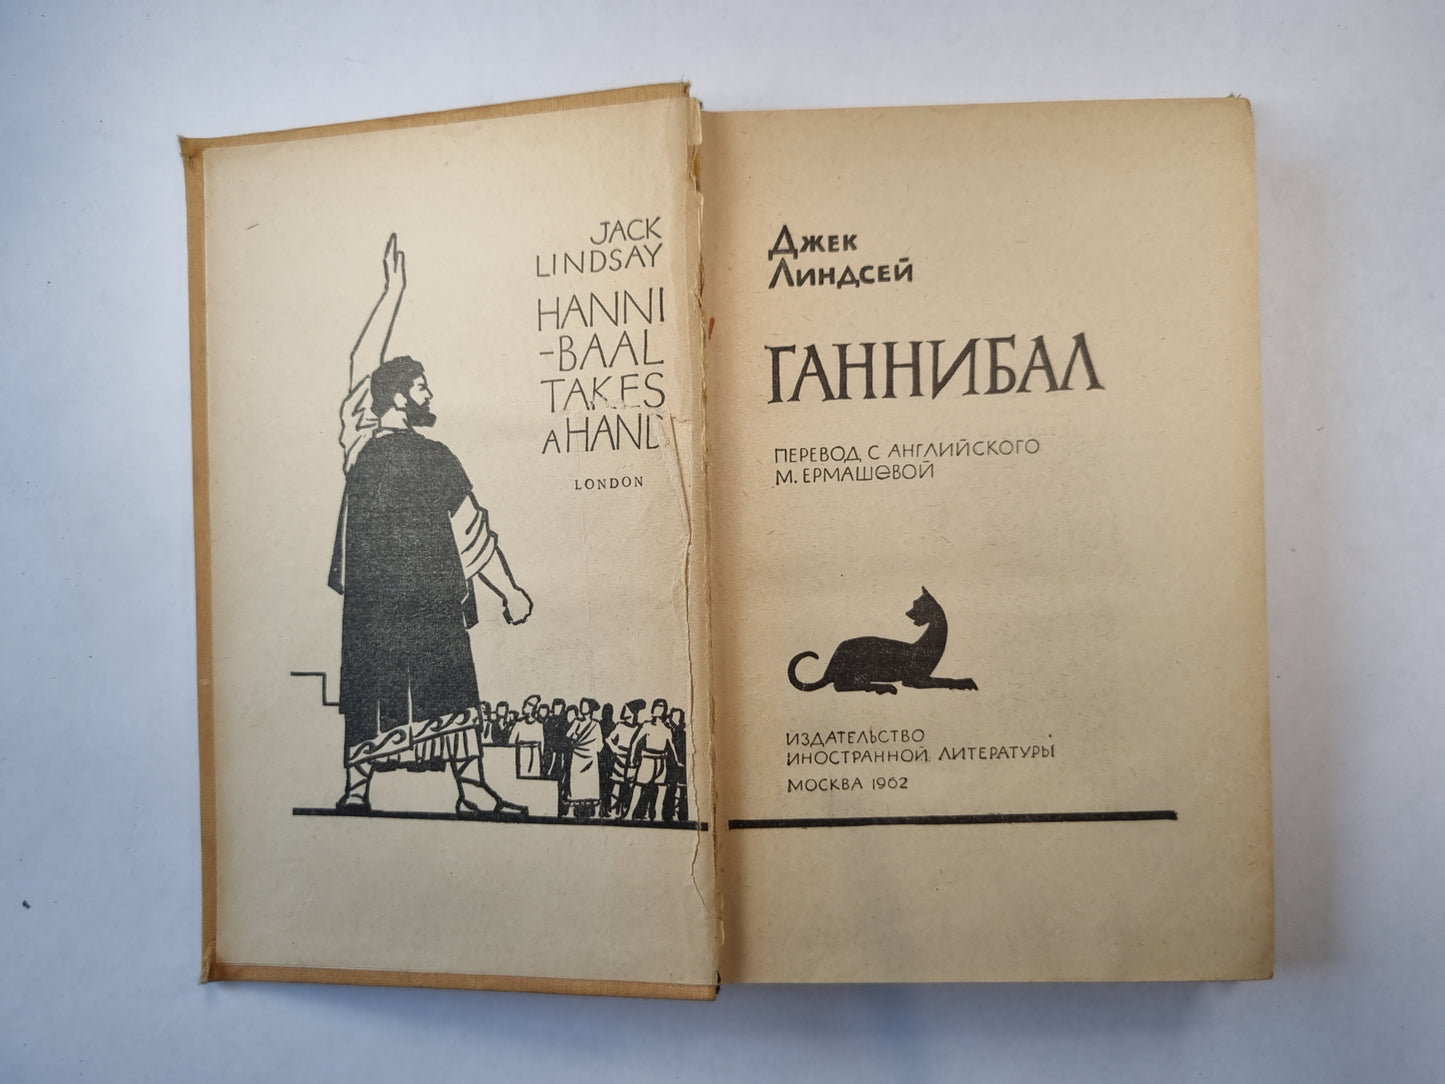 JACK
LINDSAY
HANNI
-BAAL
TAKES
A HAND
LONDON
Джек
Линдсей
ГАННИБАЛ
ПЕРЕВОД С АНГЛИЙСКОГО
М. ЕРМАШЕВОЙ
ИЗДАТЕЛЬСТВО
ИНОСТРАННОЙ ЛИТЕРАТУРЫ
МОСКВА 1962